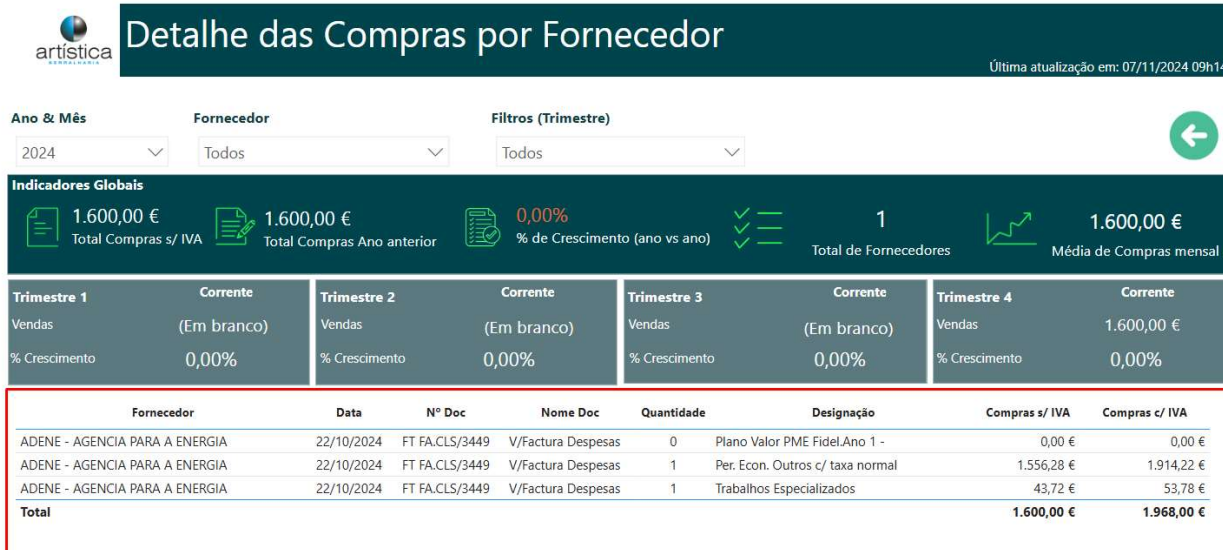 artística
SERRALHARIA
Detalhe das Compras por Fornecedor
Última atualização em: 07/11/2024 09h14
Ano & Mês Fornecedor Filtros (Trimestre)
2024 Todos Todos
Indicadores Globais
1.600,00 € 1.600,00 € 0,00% 1 1.600,00 €
Total Compras s/ IVA Total Compras Ano anterior % de Crescimento (ano vs ano) Total de Fornecedores Média de Compras mensal
Trimestre 1 Corrente Trimestre 2 Corrente Trimestre 3 Corrente Trimestre 4 Corrente
Vendas (Em branco) Vendas (Em branco) Vendas (Em branco) Vendas 1.600,00 €
% Crescimento 0,00% % Crescimento 0,00% % Crescimento 0,00% % Crescimento 0,00%
Fornecedor Data Nº Doc Nome Doc Quantidade Designação Compras s/ IVA Compras c/ IVA
ADENE - AGENCIA PARA A ENERGIA 22/10/2024 FT FA.CLS/3449 V/Factura Despesas 0 Plano Valor PME Fidel.Ano 1 - 0,00 € 0,00 €
ADENE - AGENCIA PARA A ENERGIA 22/10/2024 FT FA.CLS/3449 V/Factura Despesas 1 Per. Econ. Outros c/ taxa normal 1.556,28 € 1.914,22 €
ADENE - AGENCIA PARA A ENERGIA 22/10/2024 FT FA.CLS/3449 V/Factura Despesas 1 Trabalhos Especializados 43,72 € 53,78 €
Total 1.600,00 € 1.968,00 €